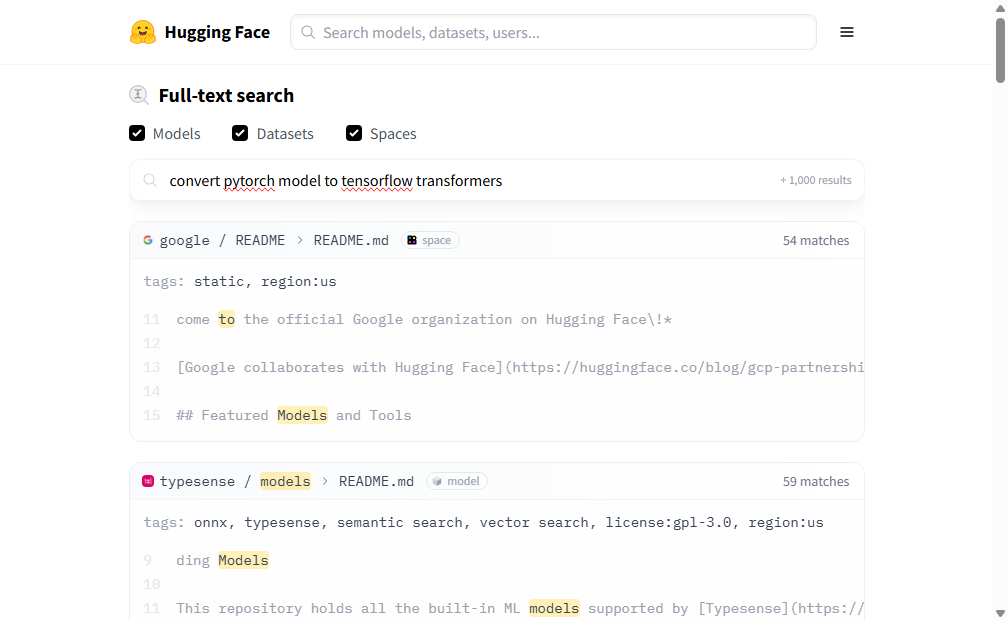 Hugging Face
Search models, datasets, users...
Full-text search
Models
Datasets
Spaces
convert pytorch model to tensorflow transformers
+ 1,000 results
google / README > README.md space 54 matches
tags: static, region:us
11 come to the official Google organization on Hugging Face\!*
12
13 [Google collaborates with Hugging Face](https://huggingface.co/blog/gcp-partnershi
14
15 ## Featured Models and Tools
typesense / models > README.md model 59 matches
tags: onnx, typesense, semantic search, vector search, license:gpl-3.0, region:us
9 ding Models
10
11 This repository holds all the built-in ML models supported by [Typesense](https://